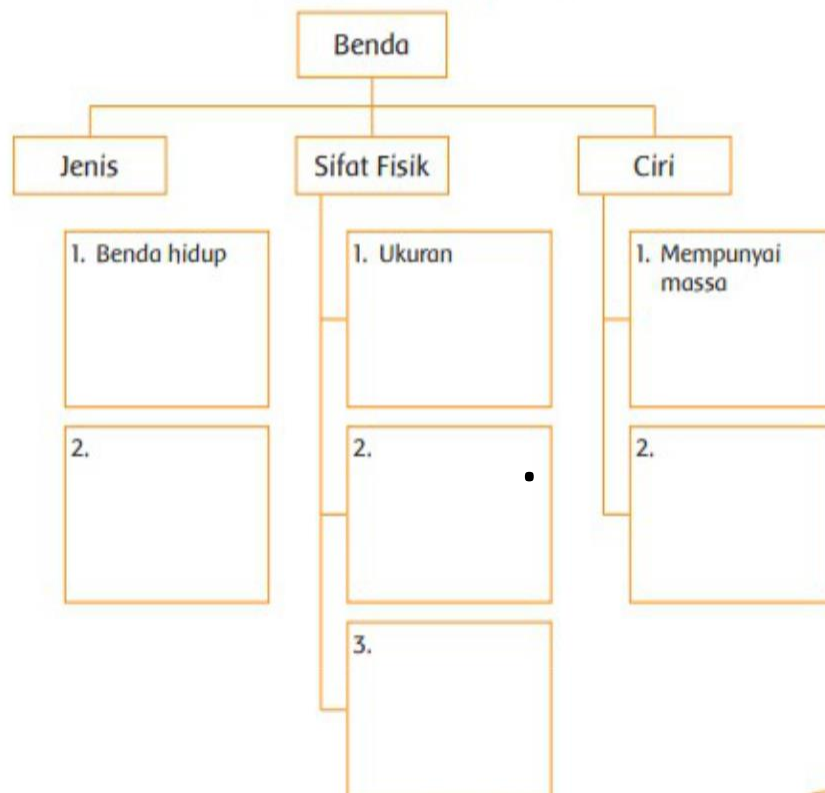 Benda
Jenis
Sifat Fisik
Ciri
1. Benda hidup
2.
1. Ukuran
2.
3.
1. Mempunyai
massa
2.